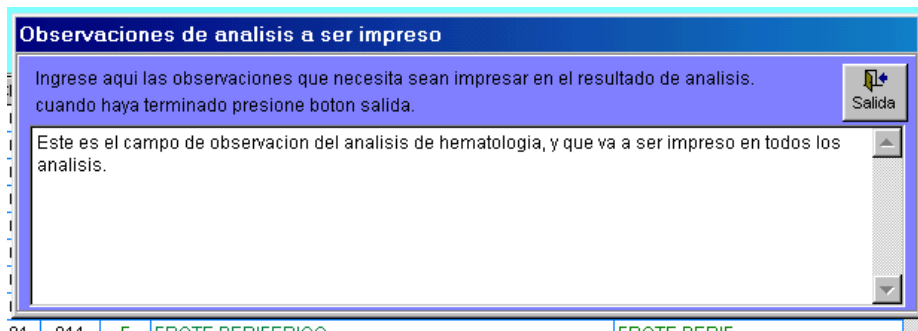 Observaciones de analisis a ser impreso
Ingrese aqui las observaciones que necesita sean impresar en el resultado de analisis.
cuando haya terminado presione boton salida.
Salida
Este es el campo de observacion del analisis de hematologia, y que va a ser impreso en todos los
analisis.